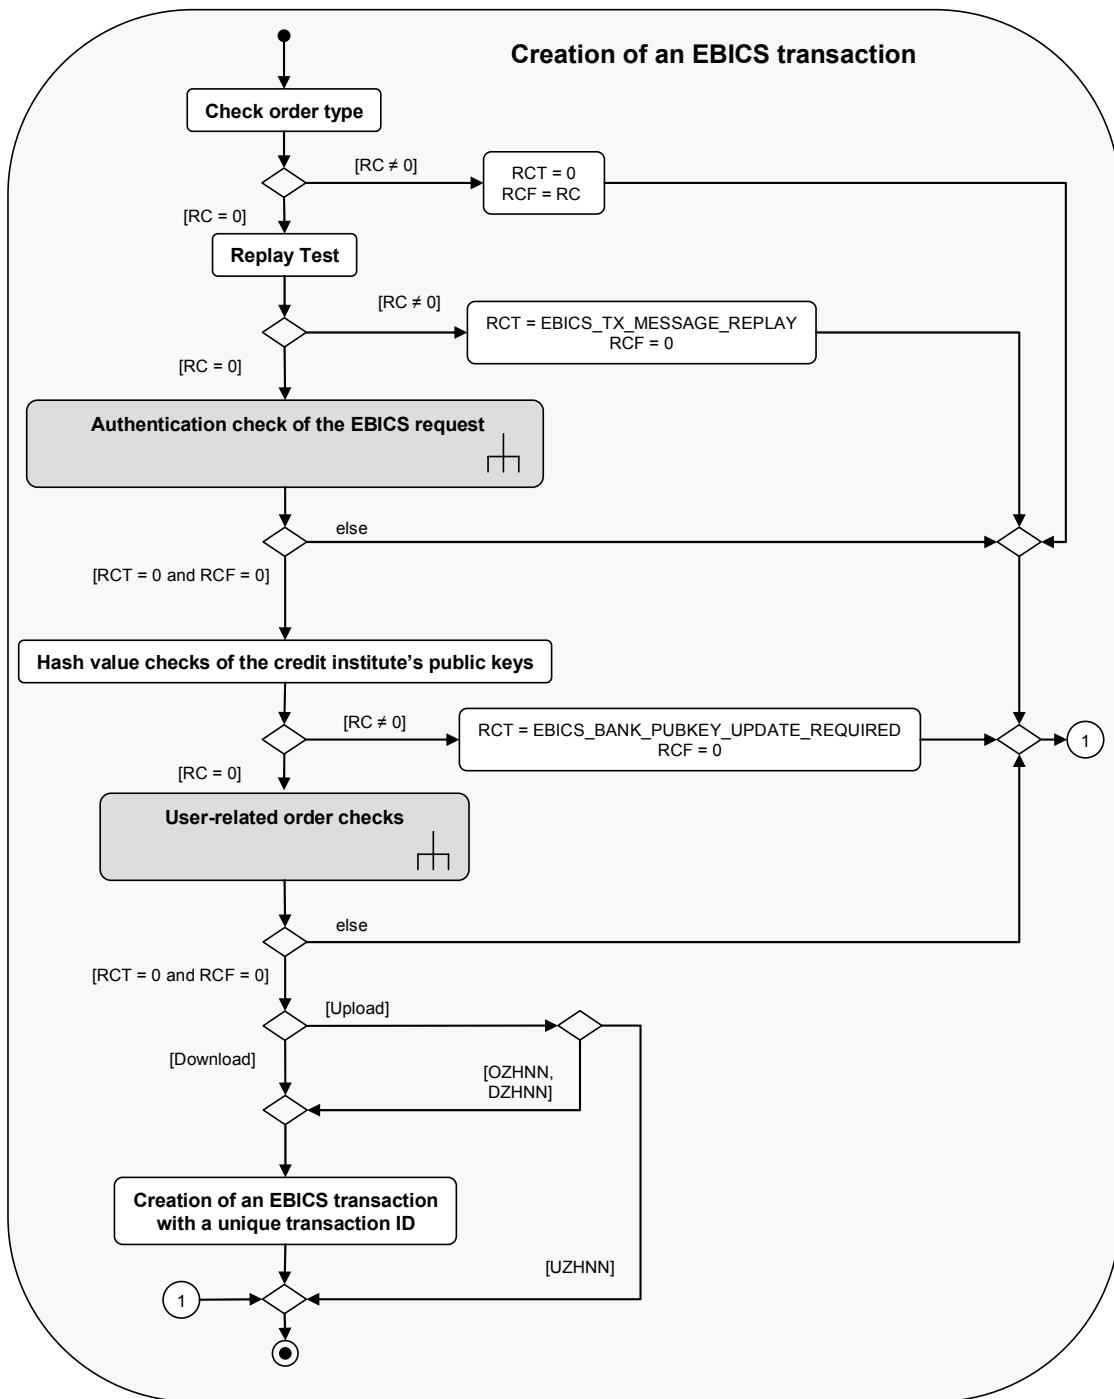 Creation of an EBICS transaction
Check order type
[RC ≠ 0]
RCT = 0
RCF = RC
[RC = 0]
Replay Test
[RC ≠ 0]
RCT = EBICS_TX_MESSAGE_REPLAY
RCF = 0
[RC = 0]
Authentication check of the EBICS request
else
[RCT = 0 and RCF = 0]
Hash value checks of the credit institute’s public keys
[RC ≠ 0]
RCT = EBICS_BANK_PUBKEY_UPDATE_REQUIRED
RCF = 0
1
[RC = 0]
User-related order checks
else
[RCT = 0 and RCF = 0]
[Upload]
[Download]
[OZHNN,
DZHNN]
Creation of an EBICS transaction
with a unique transaction ID
[UZHNN]
1